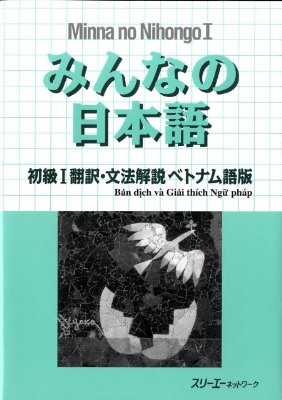 Minna no Nihongo I
みんなの
日本語
初級I翻訳・文法解説ベトナム語版
Bản dịch và Giải thích Ngữ pháp
スリーエーネットワーク